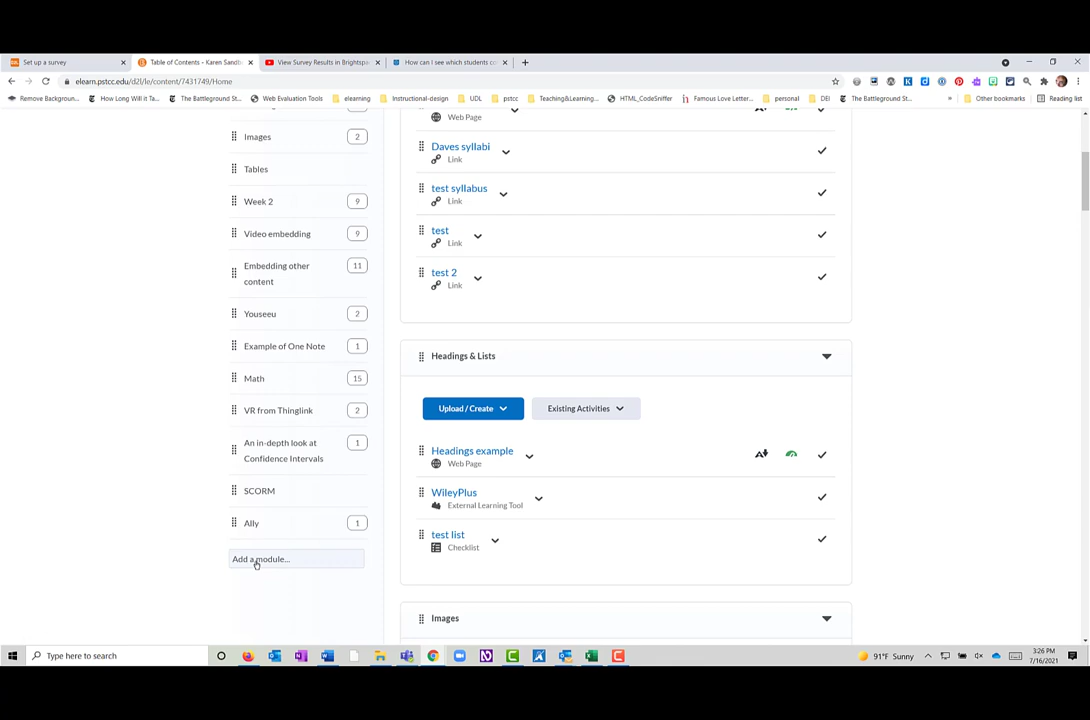 Set up a survey
Table of Contents - Karen Sandb
View Survey Results in Brightspa
How can I see which students co
elearn.pstcc.edu/d2l/le/content/7431749/Home
Remove Backgroun...
How Long Will it Ta...
The Battleground St...
Web Evaluation Tools
elearning
Instructional-design
UDL
pstcc
Teaching&Learning...
HTML_CodeSniffer
Famous Love Letter...
personal
DEI
The Battleground St...
Other bookmarks
Reading list
Images
2
Tables
Week 2
9
Video embedding
9
Embedding other
content
11
Youseeu
2
Example of One Note
1
Math
15
VR from Thinglink
2
An in-depth look at
Confidence Intervals
1
SCORM
Ally
1
Add a module...
Web Page
Daves syllabi
Link
test syllabus
Link
test
Link
test 2
Link
Headings & Lists
Upload / Create
Existing Activities
Headings example
Web Page
WileyPlus
External Learning Tool
test list
Checklist
Images
Type here to search
91°F Sunny
3:26 PM
7/16/2021